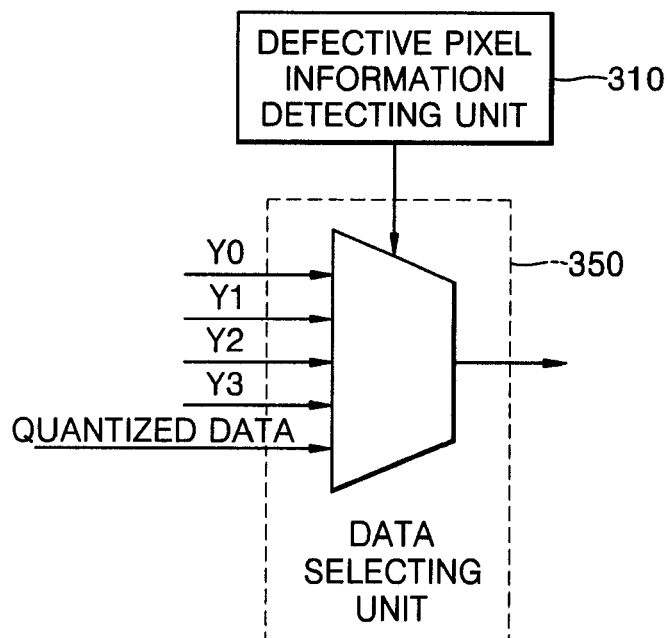 DEFECTIVE PIXEL
INFORMATION
DETECTING UNIT
310
350
Y0
Y1
Y2
Y3
QUANTIZED DATA
DATA
SELECTING
UNIT